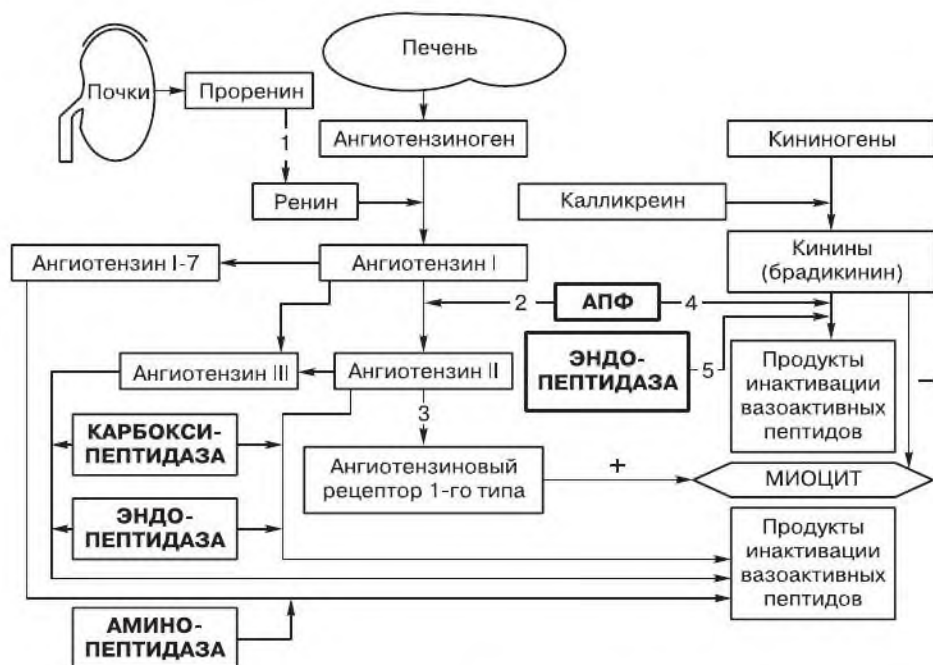 Печень
Почки
Проренин
1
Ангиотензиноген
Кининогены
Ренин
Калликреин
Ангиотензин I-7
Ангиотензин I
Кинины
(брадикинин)
2
АПФ
4
ЭНДО-
ПЕПТИДАЗА
5
Ангиотензин III
Ангиотензин II
Продукты
инактивации
вазоактивных
пептидов
3
КАРБОКСИ-
ПЕПТИДАЗА
Ангиотензиновый
рецептор 1-го типа
+
–
МИОЦИТ
ЭНДО-
ПЕПТИДАЗА
Продукты
инактивации
вазоактивных
пептидов
АМИНО-
ПЕПТИДАЗА